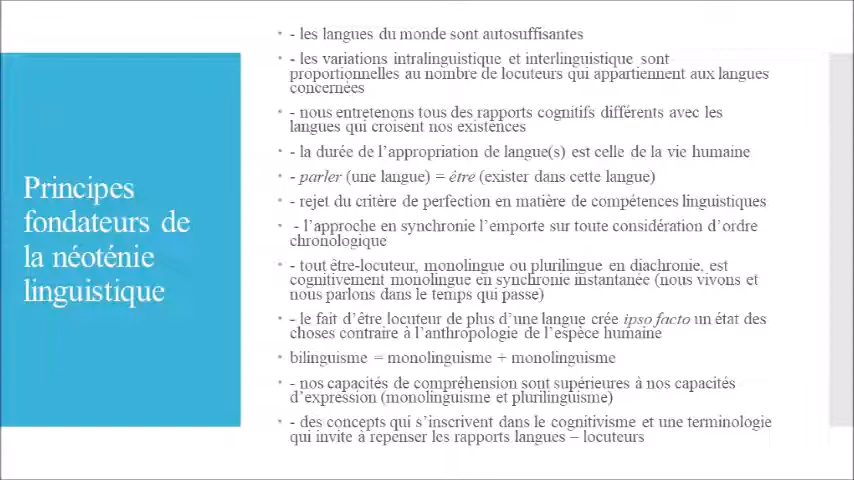 Principes
fondateurs de
la néoténie
linguistique
- les langues du monde sont autosuffisantes
- les variations intralinguistique et interlinguistique sont
proportionnelles au nombre de locuteurs qui appartiennent aux langues
concernées
- nous entretenons tous des rapports cognitifs différents avec les
langues qui croisent nos existences
- la durée de l’appropriation de langue(s) est celle de la vie humaine
- parler (une langue) = être (exister dans cette langue)
- rejet du critère de perfection en matière de compétences linguistiques
- l’approche en synchronie l’emporte sur toute considération d’ordre
chronologique
- tout être-locuteur, monolingue ou plurilingue en diachronie, est
cognitivement monolingue en synchronie instantanée (nous vivons et
nous parlons dans le temps qui passe)
- le fait d’être locuteur de plus d’une langue crée ipso facto un état des
choses contraire à l’anthropologie de l’espèce humaine
bilinguisme = monolinguisme + monolinguisme
- nos capacités de compréhension sont supérieures à nos capacités
d’expression (monolinguisme et plurilinguisme)
- des concepts qui s’inscrivent dans le cognitivisme et une terminologie
qui invite à repenser les rapports langues – locuteurs